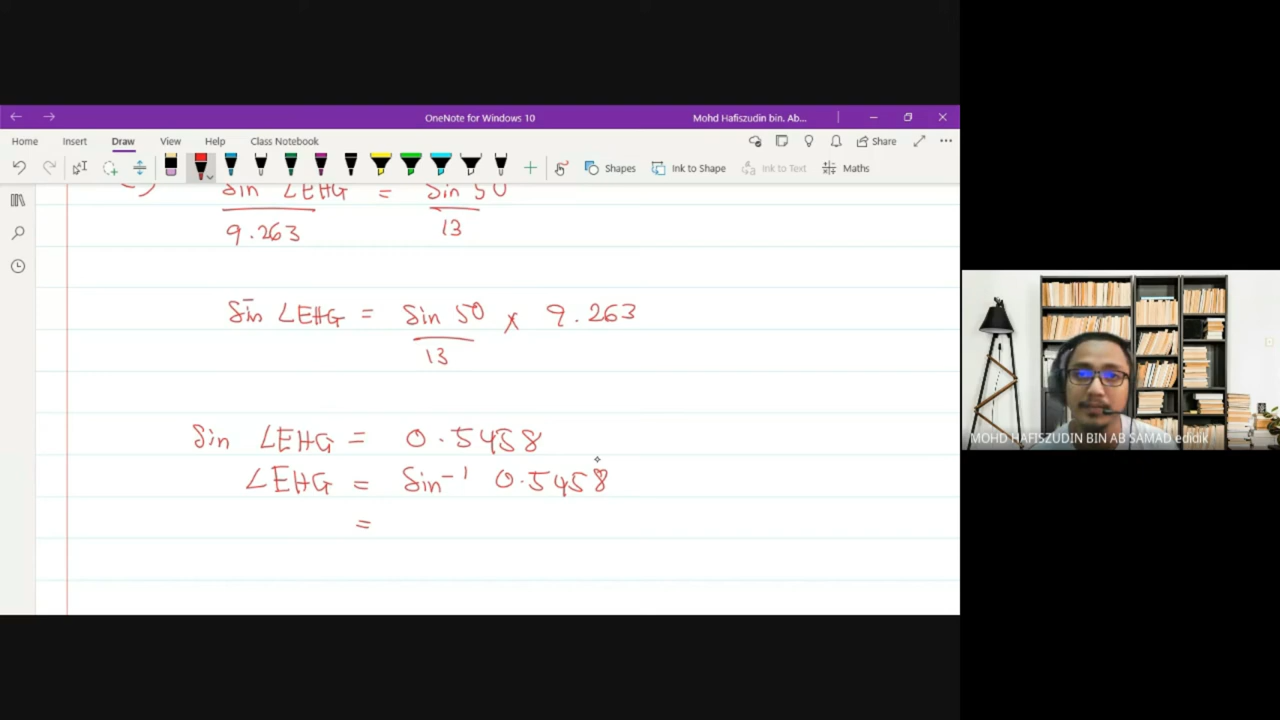 OneNote for Windows 10
Mohd Hafiszudin bin. Ab...
Home Insert Draw View Help Class Notebook
Share
Shapes Ink to Shape Ink to Text Maths
Sin ∠EHG = Sin 50
9.263 13
Sin ∠EHG = Sin 50 × 9.263
13
Sin ∠EHG = 0.5458
∠EHG = Sin⁻¹ 0.5458
=
MOHD HAFISZUDIN BIN AB SAMAD edidik